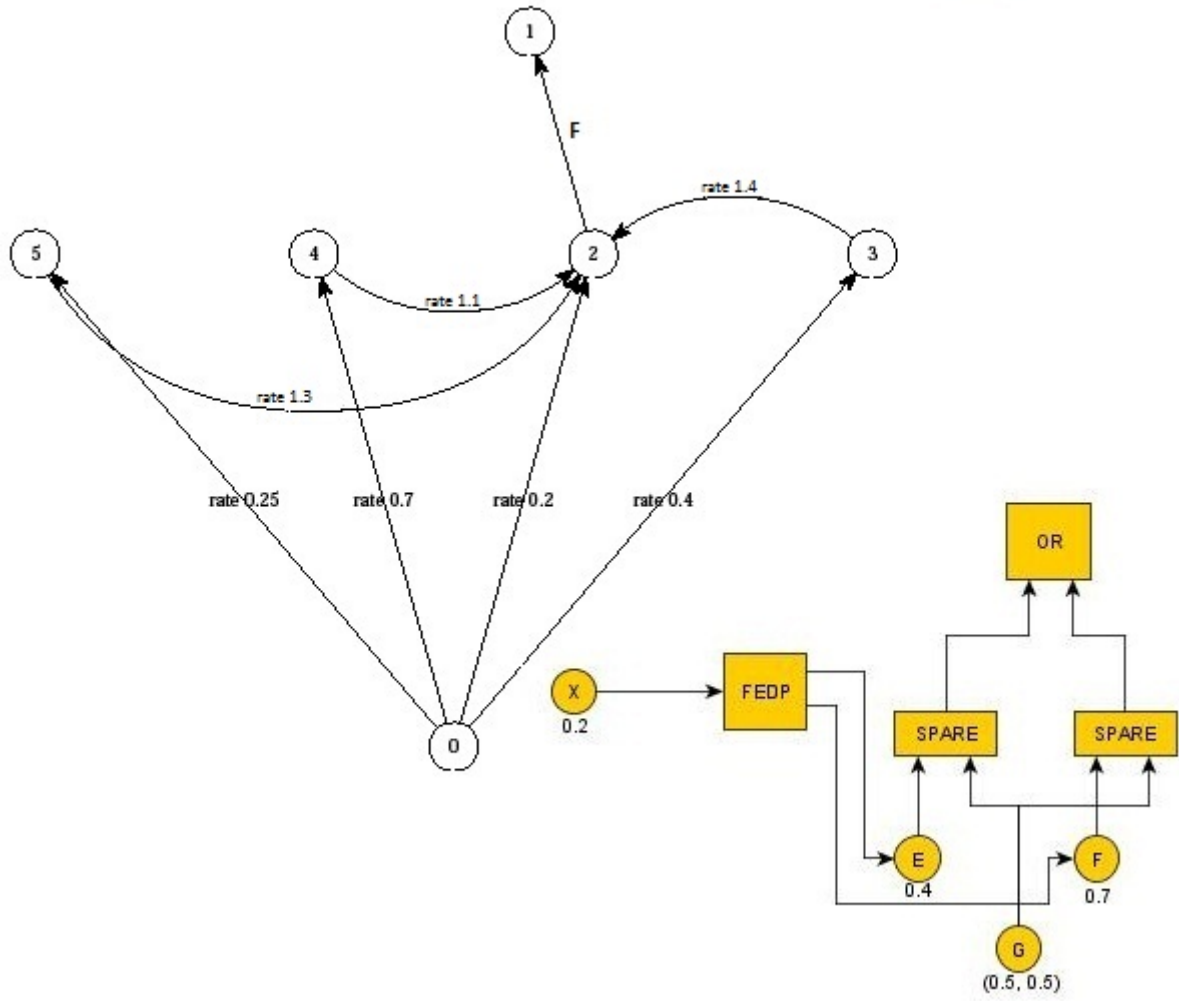 1
F
rate 1.4
5
4
2
3
rate 1.1
rate 1.3
rate 0.25
rate 0.7
rate 0.2
rate 0.4
0
OR
X
0.2
FEDP
SPARE
SPARE
E
0.4
F
0.7
G
(0.5, 0.5)